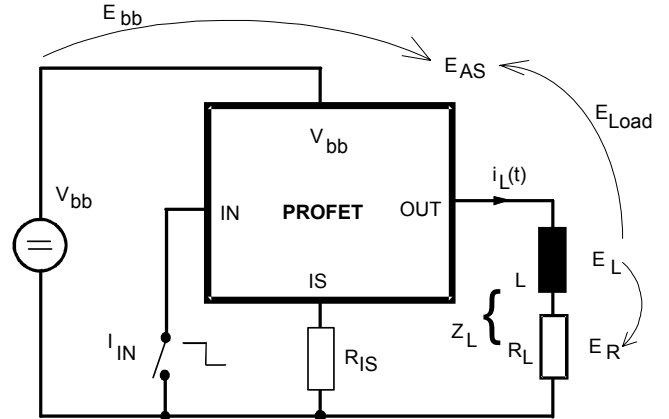 E bb
E AS
E Load
V bb
V bb
IN
PROFET
OUT
i L (t)
IS
I IN
R IS
Z L
{
L
R L
E L
E R